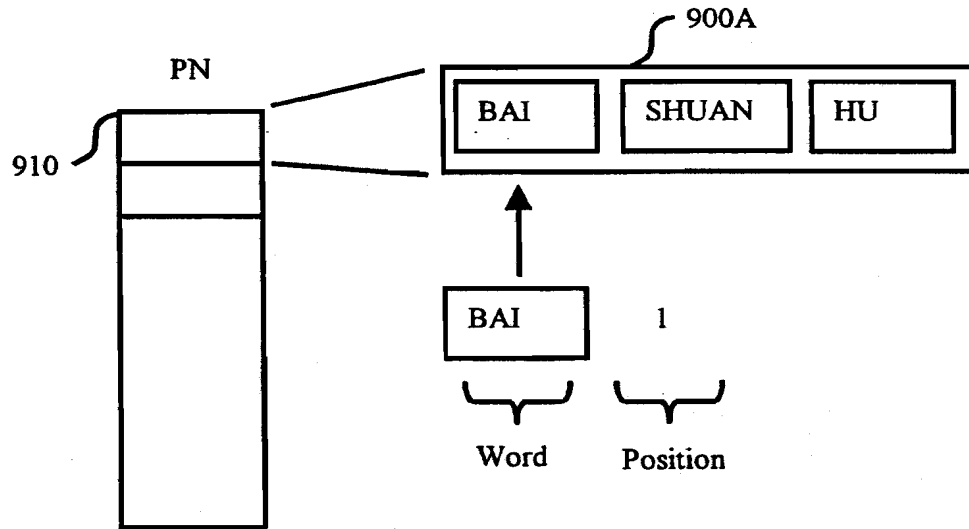 900A
PN
BAI SHUAN HU
910
BAI 1
Word Position